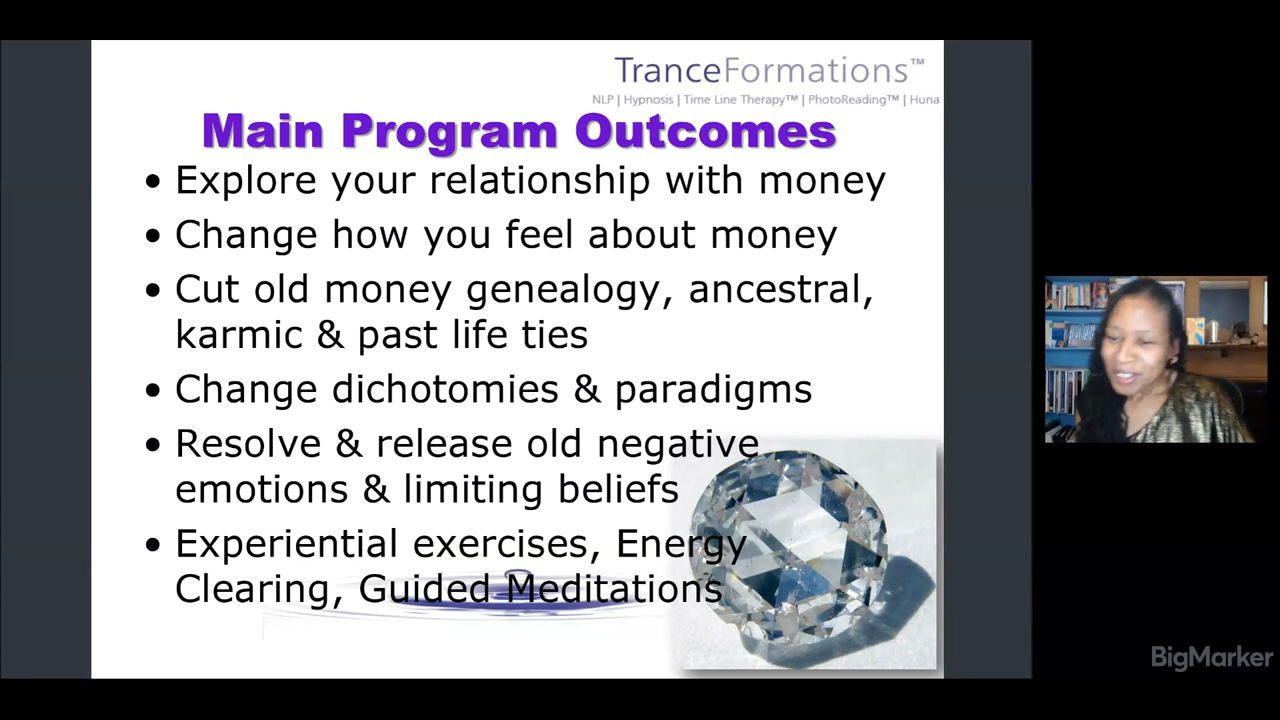 TranceFormations™
NLP | Hypnosis | Time Line Therapy™ | PhotoReading™ | Huna
Main Program Outcomes
• Explore your relationship with money
• Change how you feel about money
• Cut old money genealogy, ancestral,
karmic & past life ties
• Change dichotomies & paradigms
• Resolve & release old negative
emotions & limiting beliefs
• Experiential exercises, Energy
Clearing, Guided Meditations
BigMarker